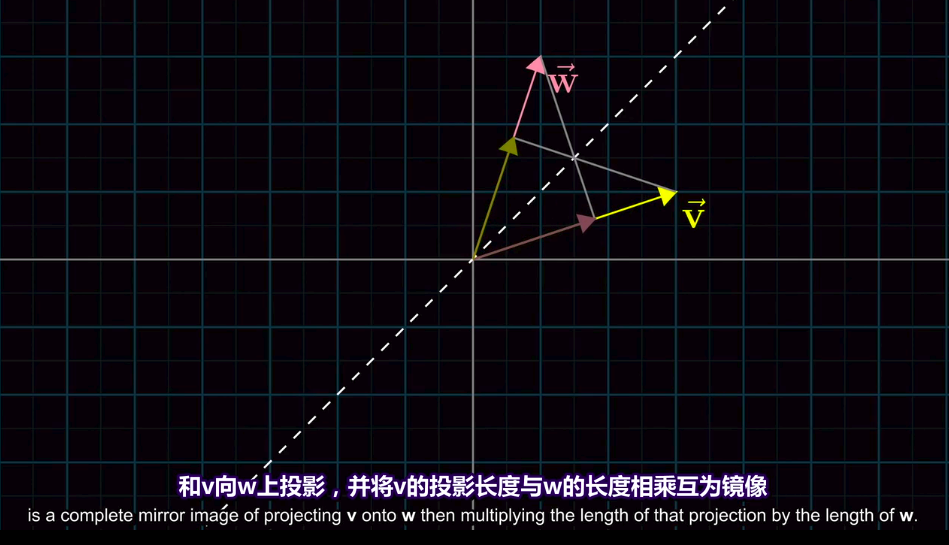 w
v
和v向w上投影，并将v的投影长度与w的长度相乘互为镜像
is a complete mirror image of projecting v onto w then multiplying the length of that projection by the length of w.